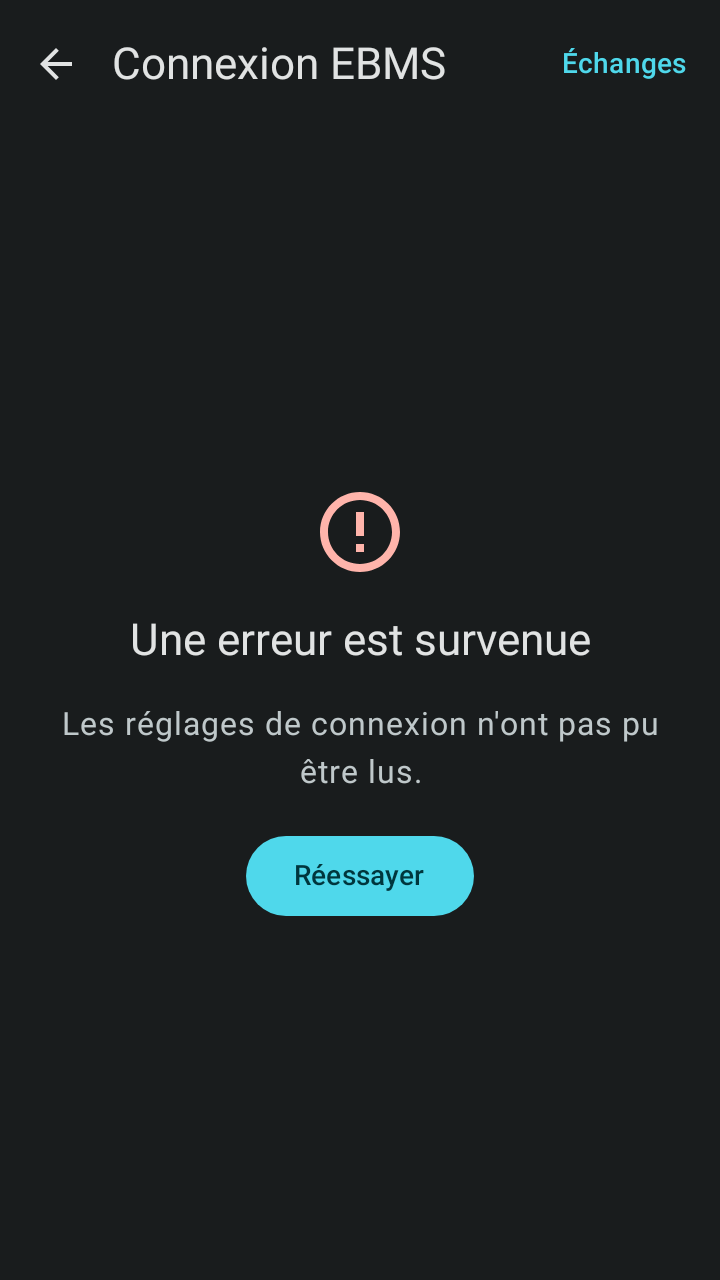 Connexion EBMS
Échanges
Une erreur est survenue
Les réglages de connexion n'ont pas pu
être lus.
Réessayer